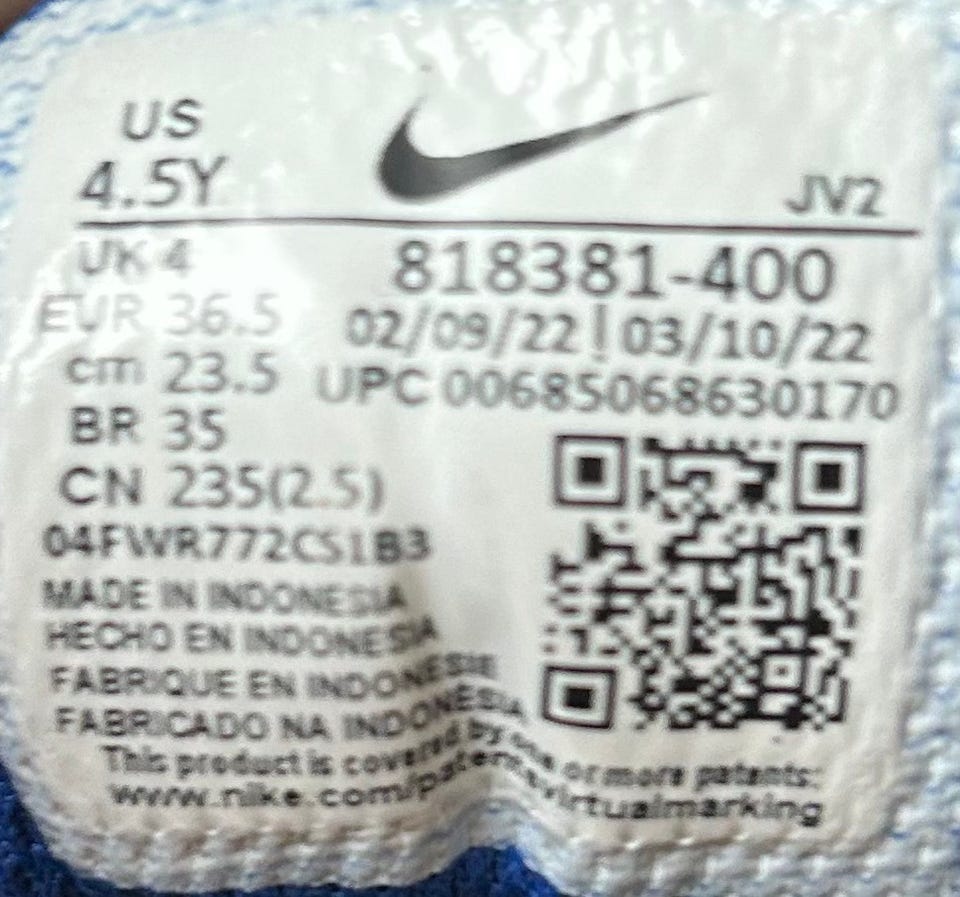 US
4.5Y
JV2
UK 4
818381-400
EUR 36.5
02/09/22 | 03/10/22
cm 23.5
UPC 00685068630170
BR 35
CN 235(2.5)
04FWR772CS1B3
MADE IN INDONESIA
HECHO EN INDONESIA
FABRIQUE EN INDONESIE
FABRICADO NA INDONESIA
This product is covered by one or more patents:
www.nike.com/patentsvirtualmarking